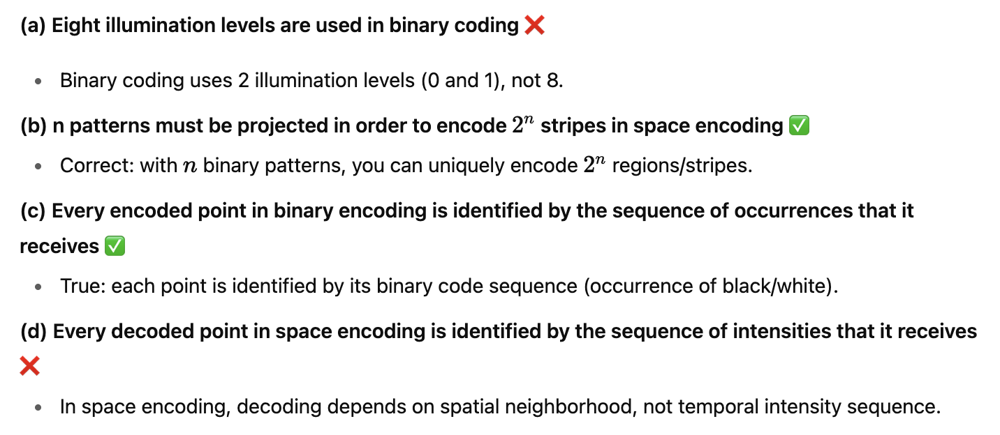 (a) Eight illumination levels are used in binary coding ❌
• Binary coding uses 2 illumination levels (0 and 1), not 8.
(b) n patterns must be projected in order to encode 2ⁿ stripes in space encoding ✅
• Correct: with n binary patterns, you can uniquely encode 2ⁿ regions/stripes.
(c) Every encoded point in binary encoding is identified by the sequence of occurrences that it
receives ✅
• True: each point is identified by its binary code sequence (occurrence of black/white).
(d) Every decoded point in space encoding is identified by the sequence of intensities that it receives
❌
• In space encoding, decoding depends on spatial neighborhood, not temporal intensity sequence.